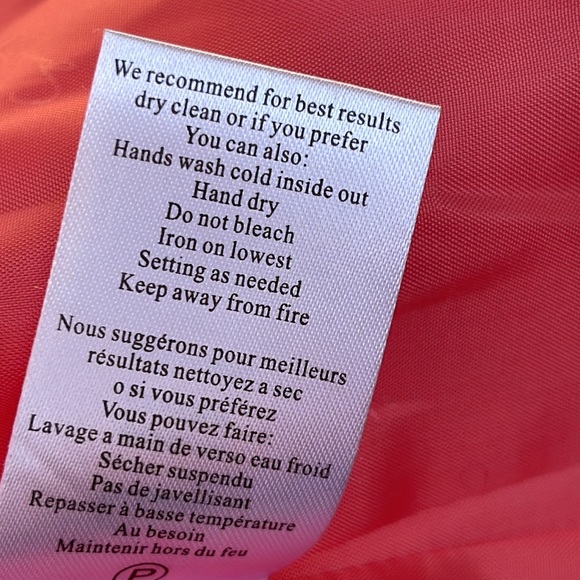 We recommend for best results
dry clean or if you prefer
You can also:
Hands wash cold inside out
Hand dry
Do not bleach
Iron on lowest
Setting as needed
Keep away from fire
Nous suggérons pour meilleurs
résultats nettoyez a sec
o si vous préférez
Vous pouvez faire:
Lavage a main de verso eau froid
Sécher suspendu
Pas de javellisant
Repasser à basse température
Au besoin
Maintenir hors du feu
P